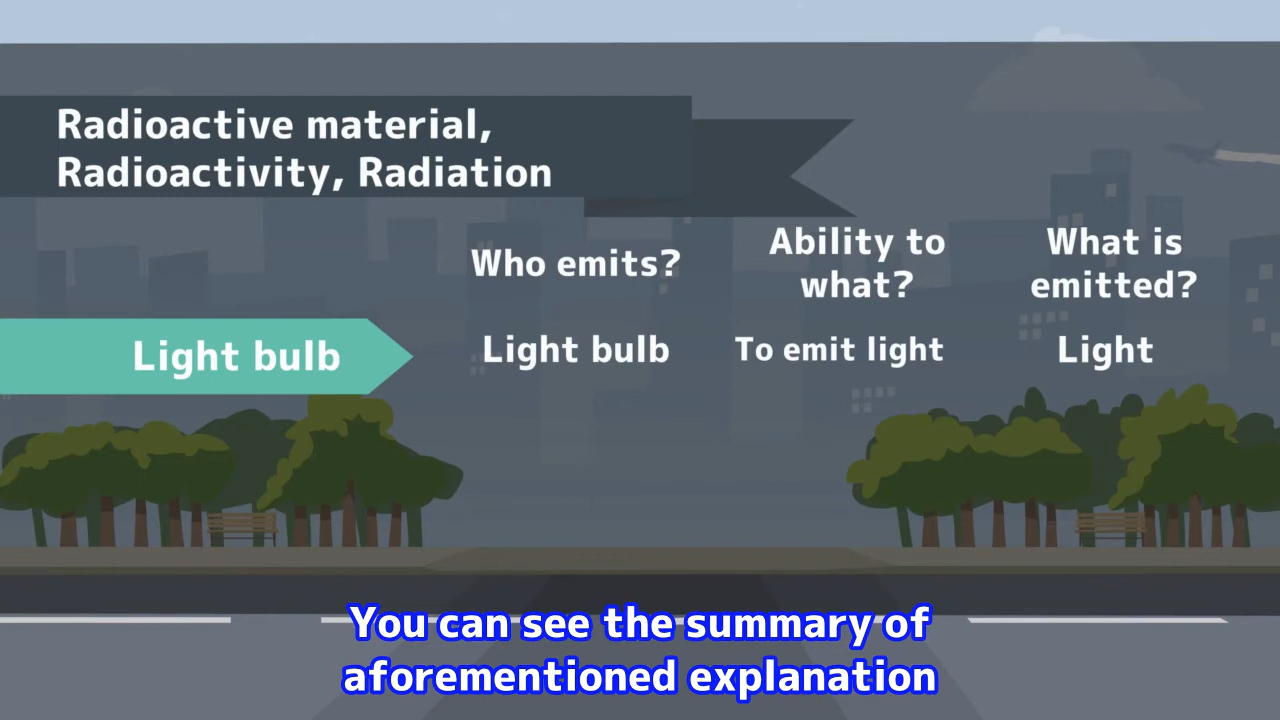 Radioactive material,
Radioactivity, Radiation
Who emits?
Ability to
what?
What is
emitted?
Light bulb
Light bulb
To emit light
Light
You can see the summary of
aforementioned explanation